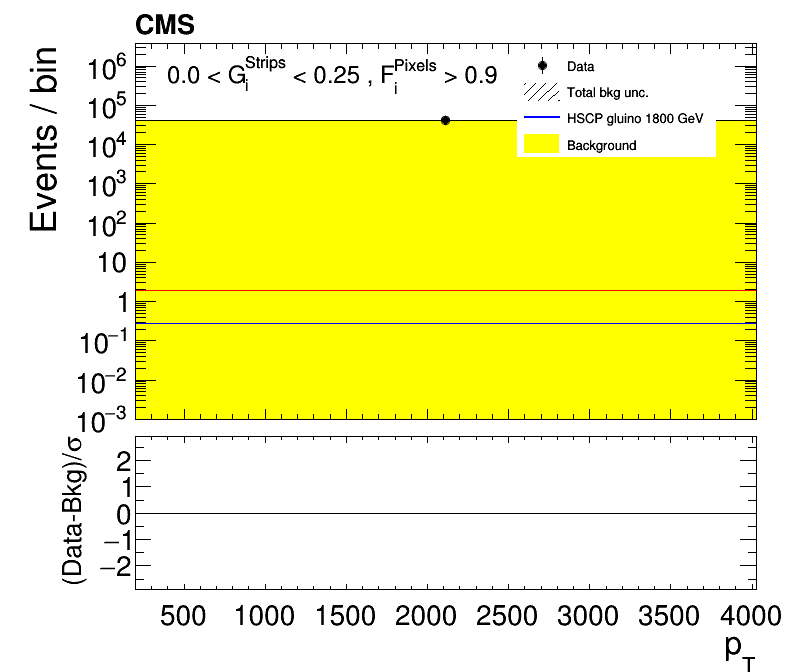 CMS
Events / bin
0.0 < G_i^Strips < 0.25 , F_i^Pixels > 0.9
Data
Total bkg unc.
HSCP gluino 1800 GeV
Background
10^6
10^5
10^4
10^3
10^2
10
1
10^−1
10^−2
10^−3
(Data-Bkg)/σ
2
1
0
−1
−2
500 1000 1500 2000 2500 3000 3500 4000
p_T